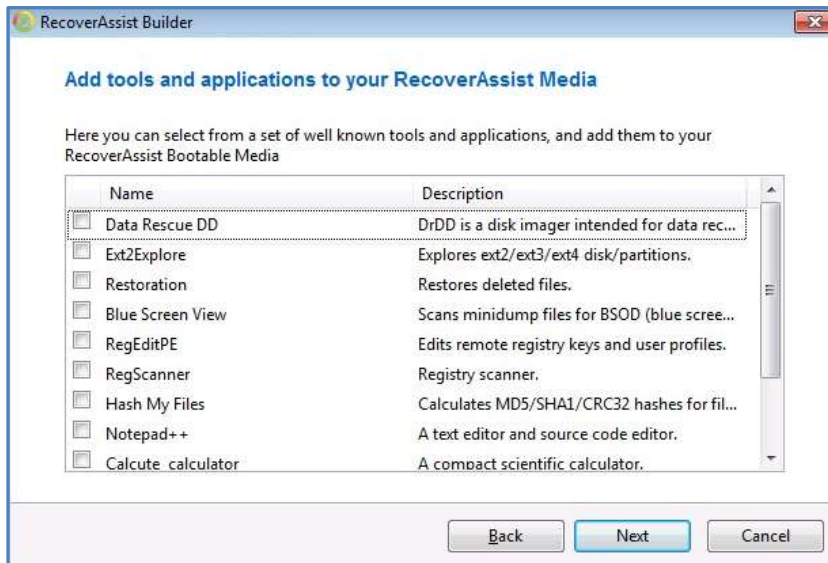 RecoverAssist Builder
Add tools and applications to your RecoverAssist Media
Here you can select from a set of well known tools and applications, and add them to your
RecoverAssist Bootable Media
Name Description
Data Rescue DD DrDD is a disk imager intended for data rec...
Ext2Explore Explores ext2/ext3/ext4 disk/partitions.
Restoration Restores deleted files.
Blue Screen View Scans minidump files for BSOD (blue scree...
RegEditPE Edits remote registry keys and user profiles.
RegScanner Registry scanner.
Hash My Files Calculates MD5/SHA1/CRC32 hashes for fil...
Notepad++ A text editor and source code editor.
Calcute calculator A compact scientific calculator.
Back Next Cancel